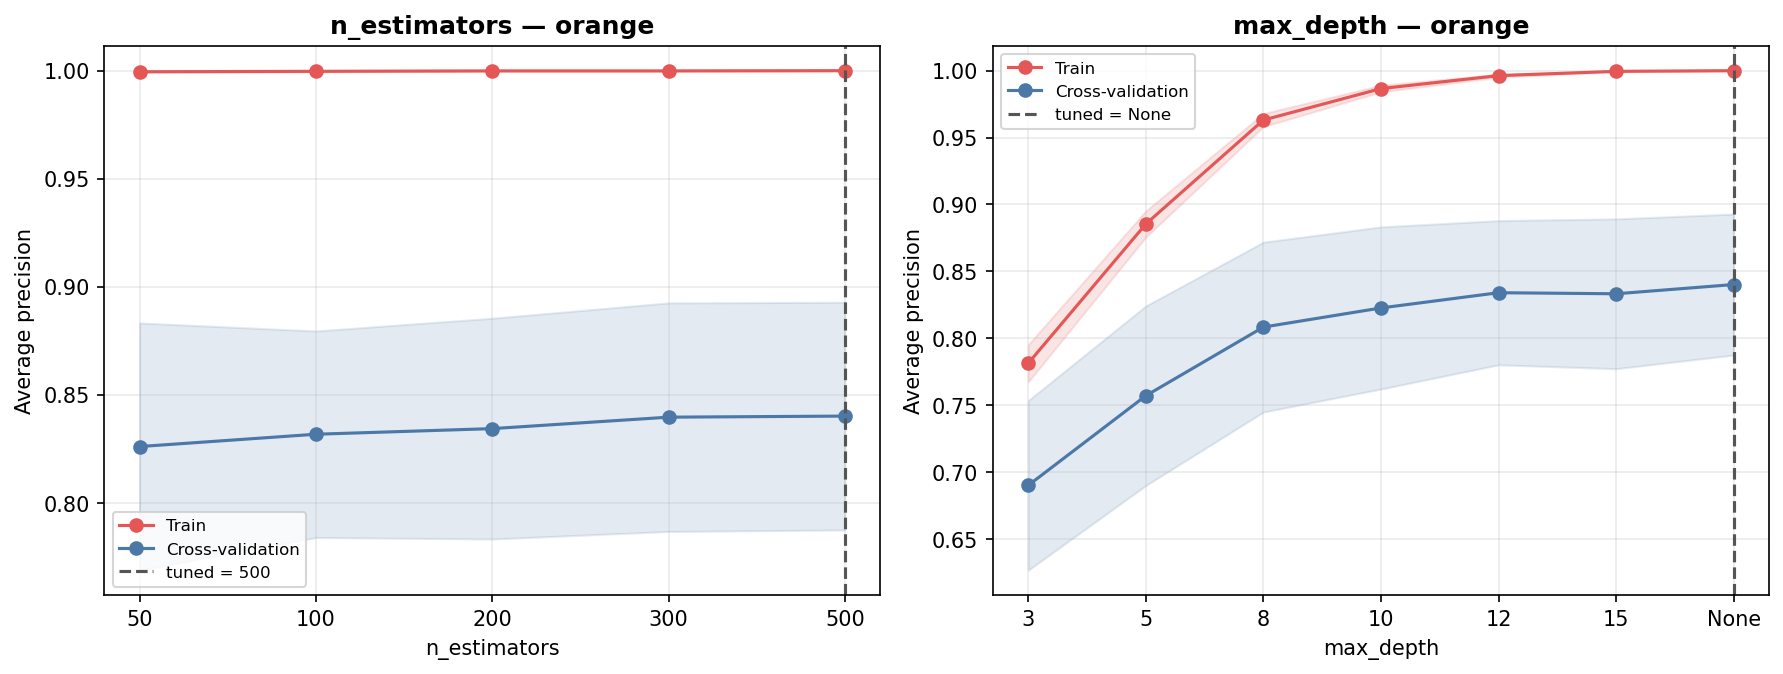 n_estimators — orange
1.00
0.95
0.90
0.85
0.80
Average precision
Train
Cross-validation
tuned = 500
50 100 200 300 500
n_estimators
max_depth — orange
1.00
0.95
0.90
0.85
0.80
0.75
0.70
0.65
Average precision
Train
Cross-validation
tuned = None
3 5 8 10 12 15 None
max_depth